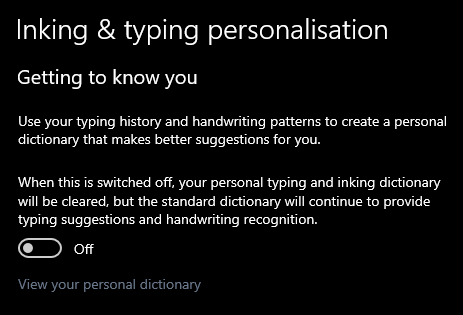 Inking & typing personalisation
Getting to know you
Use your typing history and handwriting patterns to create a personal
dictionary that makes better suggestions for you.
When this is switched off, your personal typing and inking dictionary
will be cleared, but the standard dictionary will continue to provide
typing suggestions and handwriting recognition.
Off
View your personal dictionary